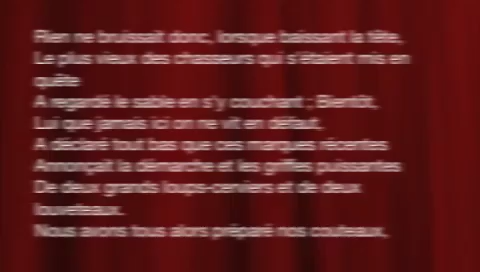 Rien ne bruissait donc, lorsque baissant la tête,
Le plus vieux des chasseurs qui s'étaient mis en
quête
A regardé le sable en s'y couchant ; Bientôt,
Lui que jamais ici on ne vit en défaut,
A déclaré tout bas que ces marques récentes
Annonçait la démarche et les griffes puissantes
De deux grands loups-cerviers et de deux
louveteaux.
Nous avons tous alors préparé nos couteaux,